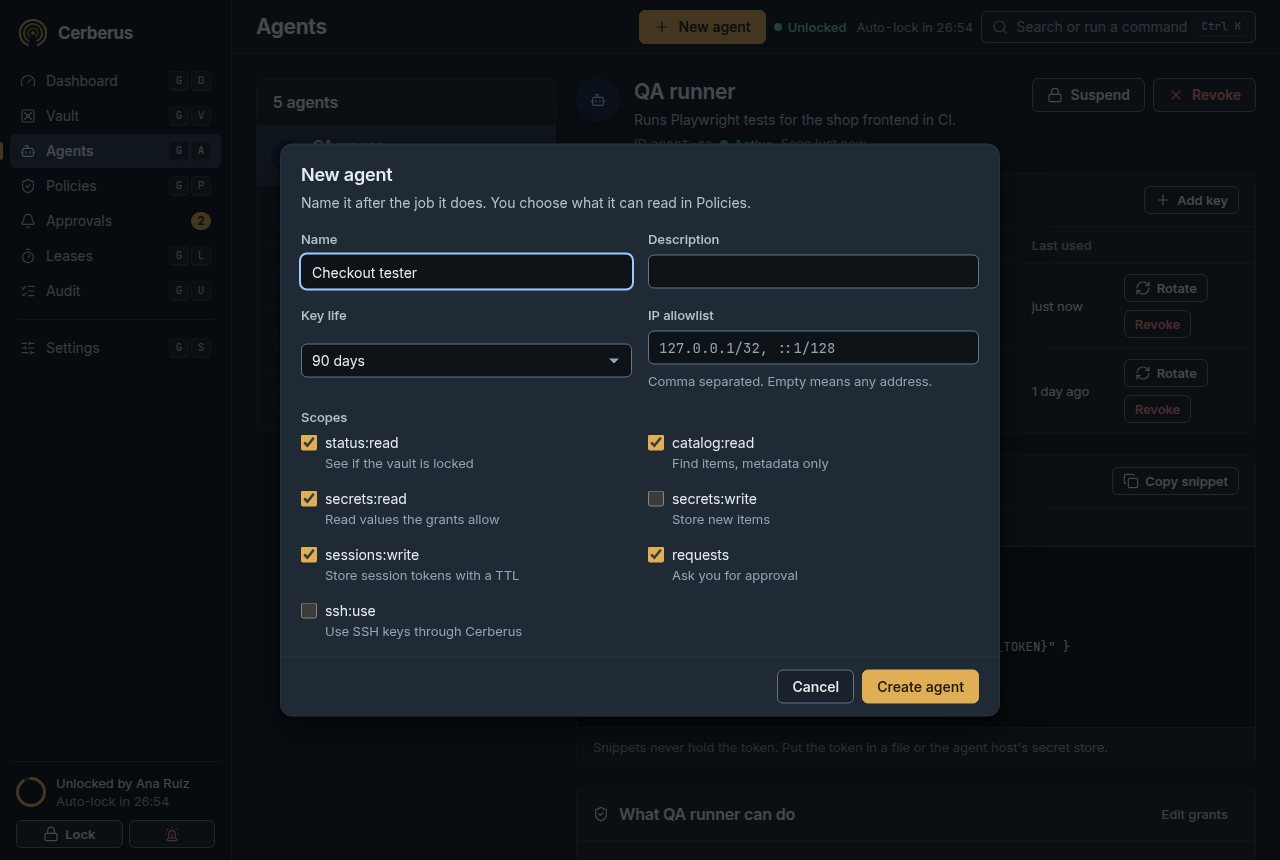 Cerberus
Dashboard G D
Vault G V
Agents G A
Policies G P
Approvals 2
Leases G L
Audit G U
Settings G S
Unlocked by Ana Ruiz
Auto-lock in 26:54
Lock
Agents
New agent
Unlocked
Auto-lock in 26:54
Search or run a command Ctrl K
5 agents
QA runner
QA runner
Runs Playwright tests for the shop frontend in CI.
Suspend
Revoke
Add key
Last used
just now
Rotate
Revoke
1 day ago
Rotate
Revoke
Copy snippet
_TOKEN}" }
Snippets never hold the token. Put the token in a file or the agent host's secret store.
What QA runner can do
Edit grants
New agent
Name it after the job it does. You choose what it can read in Policies.
Name
Checkout tester
Description
Key life
90 days
IP allowlist
127.0.0.1/32, ::1/128
Comma separated. Empty means any address.
Scopes
status:read
See if the vault is locked
catalog:read
Find items, metadata only
secrets:read
Read values the grants allow
secrets:write
Store new items
sessions:write
Store session tokens with a TTL
requests
Ask you for approval
ssh:use
Use SSH keys through Cerberus
Cancel
Create agent